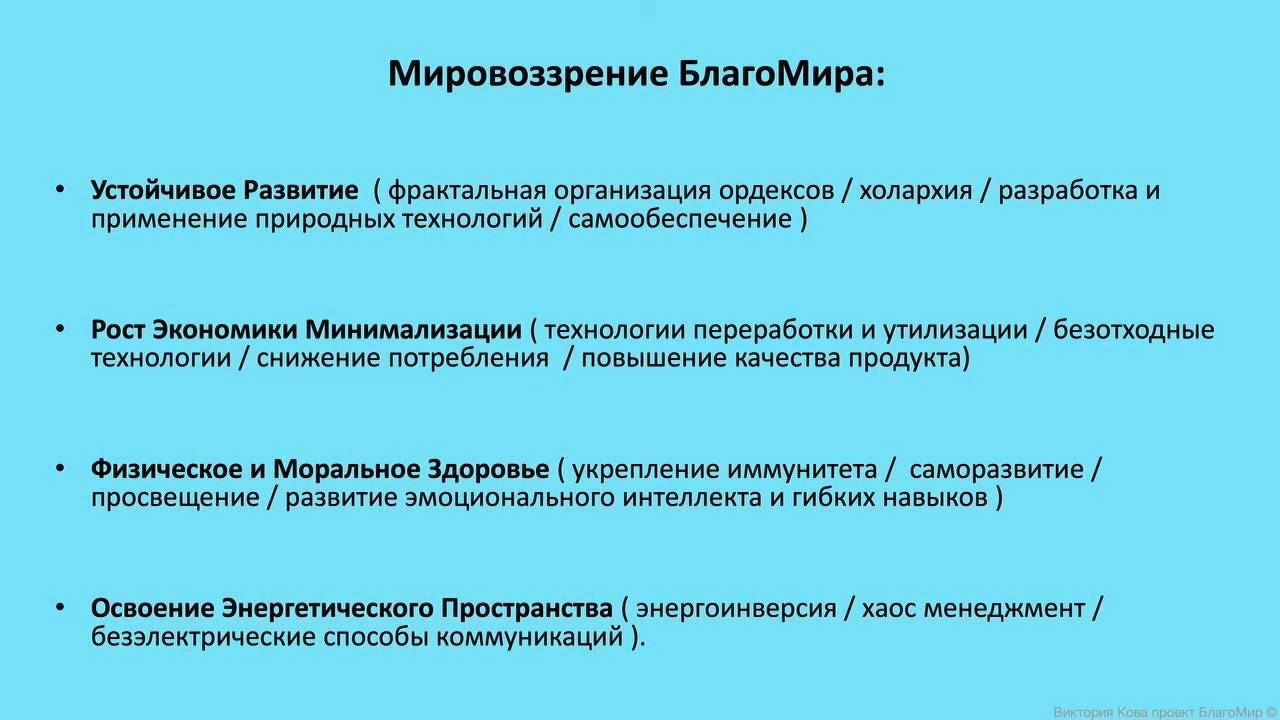 Мировоззрение БлагоМира:
• Устойчивое Развитие ( фрактальная организация ордексов / холархия / разработка и
применение природных технологий / самообеспечение )
• Рост Экономики Минимализации ( технологии переработки и утилизации / безотходные
технологии / снижение потребления / повышение качества продукта)
• Физическое и Моральное Здоровье ( укрепление иммунитета / саморазвитие /
просвещение / развитие эмоционального интеллекта и гибких навыков )
• Освоение Энергетического Пространства ( энергоинверсия / хаос менеджмент /
безэлектрические способы коммуникаций ).
Виктория Кова проект БлагоМир ©